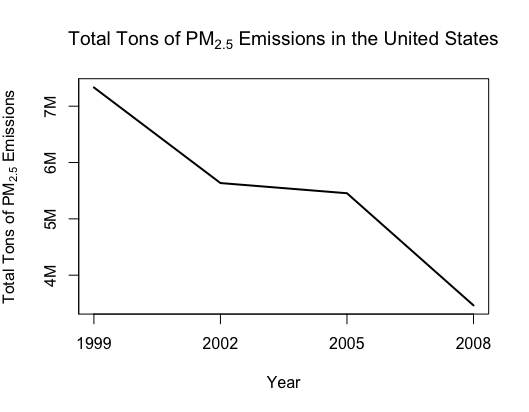 Total Tons of PM2.5 Emissions in the United States
Total Tons of PM2.5 Emissions
7M
6M
5M
4M
1999 2002 2005 2008
Year